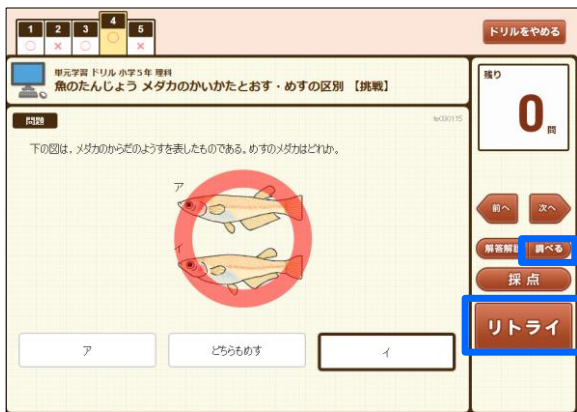 1 2 3 4 5
○ × ○ ○ ×
ドリルをやめる
単元学習 ドリル 小学5年 理科
魚のたんじょう メダカのかいかたとおす・めすの区別 【挑戦】
残り
0 問
問題
下の図は、メダカのからだのようすを表したものである。めすのメダカはどれか。
ア
イ
前へ 次へ
調べる
採点
リトライ
ア どちらもめす イ